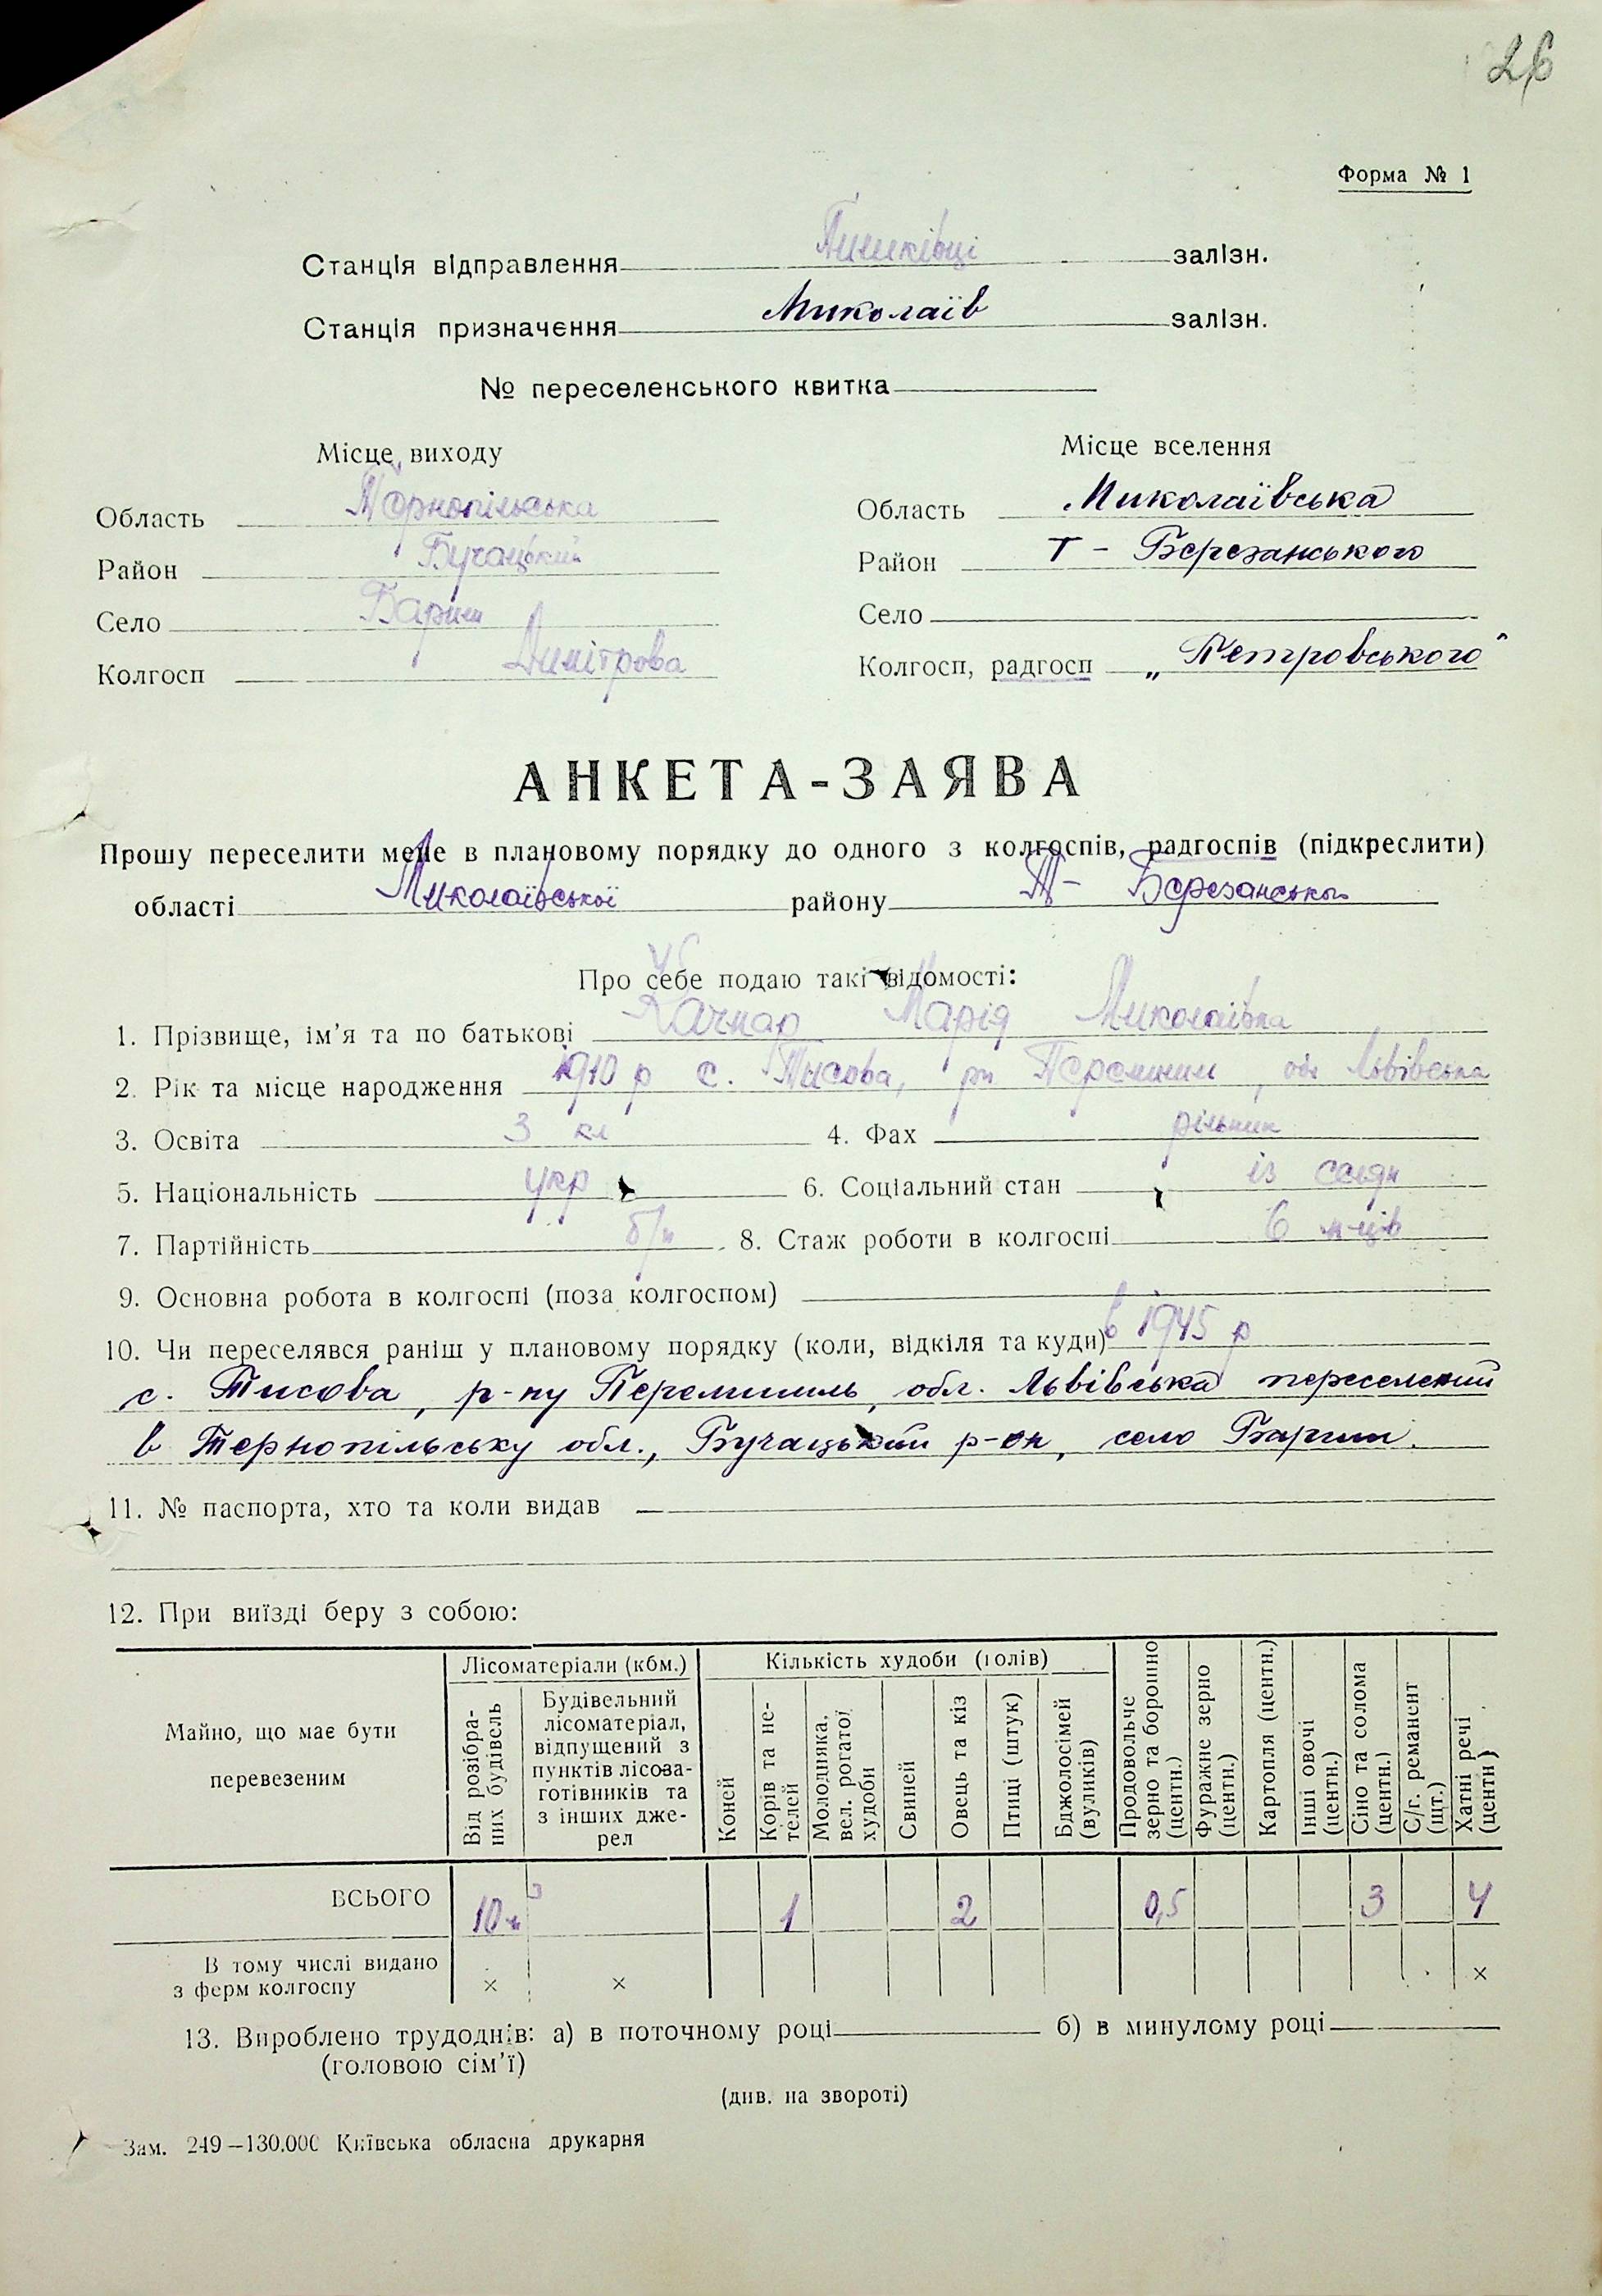 26
Форма № 1
Станція відправлення Пишківці залізн.
Станція призначення Миколаїв залізн.
№ переселенського квитка
Місце виходу
Місце вселення
Область Тернопільська
Область Миколаївська
Район Бучацький
Район Т - Березанського
Село Бариш
Село
Колгосп Димітрова
Колгосп, радгосп „Петровського"
АНКЕТА-ЗАЯВА
Прошу переселити мене в плановому порядку до одного з колгоспів, радгоспів (підкреслити)
області Миколаївської району Т- Березанського
Про себе подаю такі відомості:
1. Прізвище, ім'я та по батькові Качмар Марія Миколаївна
2. Рік та місце народження 1910 р с. Тисова, рн Перемишль, обл Львівська
3. Освіта 3 кл 4. Фах рільник
5. Національність укр 6. Соціальний стан із селян
7. Партійність б/п 8. Стаж роботи в колгоспі 6 м-ців
9. Основна робота в колгоспі (поза колгоспом)
10. Чи переселявся раніш у плановому порядку (коли, відкіля та куди) в 1945 р
с. Тисова, р-ну Перемишль, обл. Львівська переселений
в Тернопільську обл., Бучацький р-он, село Бариш.
11. № паспорта, хто та коли видав
12. При виїзді беру з собою:
Майно, що має бути перевезеним
Лісоматеріали (кбм.)
Кількість худоби (голів)
Від розібраних будівель
Будівельний лісоматеріал, відпущений з пунктів лісозаготівників та з інших джерел
Коней
Корів та нетелей
Молодняка, вел. рогатої худоби
Свиней
Овець та кіз
Птиці (штук)
Бджолосімей (вуликів)
Продовольче зерно та борошно (центн.)
Фуражне зерно (центн.)
Картопля (центн.)
Інші овочі (центн.)
Сіно та солома (центн.)
С/г. реманент (шт.)
Хатні речі (центн)
ВСЬОГО 10 м³ 1 2 0,5 3 4
В тому числі видано з ферм колгоспу × × ×
13. Вироблено трудоднів: а) в поточному році б) в минулому році
(головою сім'ї)
(див. на звороті)
Зам. 249—130.000 Київська обласна друкарня